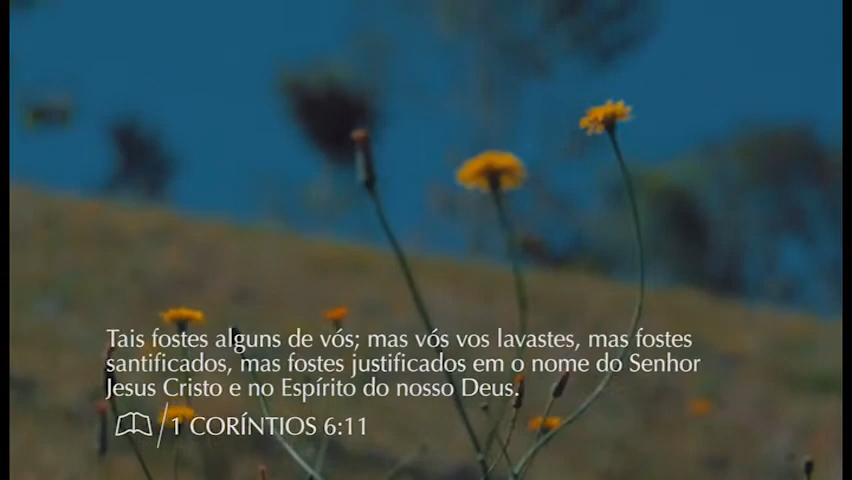 Tais fostes alguns de vós; mas vós vos lavastes, mas fostes
santificados, mas fostes justificados em o nome do Senhor
Jesus Cristo e no Espírito do nosso Deus.
1 CORÍNTIOS 6:11